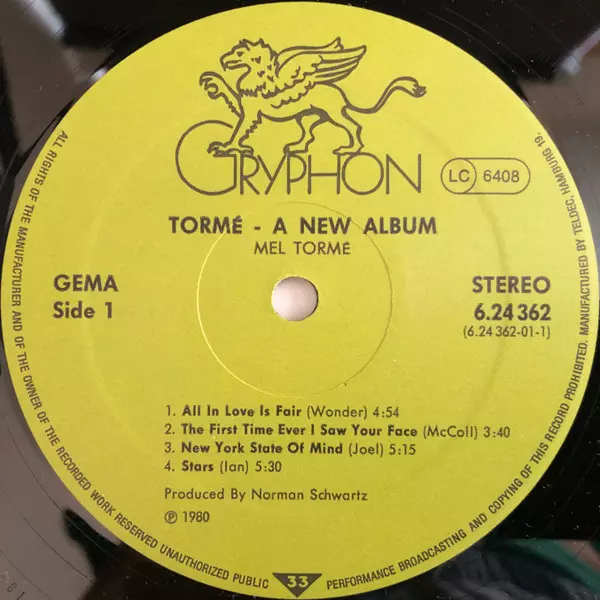 GRYPHON
LC 6408
TORMÉ - A NEW ALBUM
MEL TORMÉ
GEMA
Side 1
STEREO
6.24 362
(6.24 362-01-1)
1. All In Love Is Fair (Wonder) 4:54
2. The First Time Ever I Saw Your Face (McColl) 3:40
3. New York State Of Mind (Joel) 5:15
4. Stars (Ian) 5:30
Produced By Norman Schwartz
℗ 1980
ALL RIGHTS OF THE MANUFACTURER AND OF THE OWNER OF THE RECORDED WORK RESERVED UNAUTHORIZED PUBLIC
33
PERFORMANCE BROADCASTING AND COPYING OF THIS RECORD PROHIBITED. MANUFACTURED BY TELDEC, HAMBURG 19.